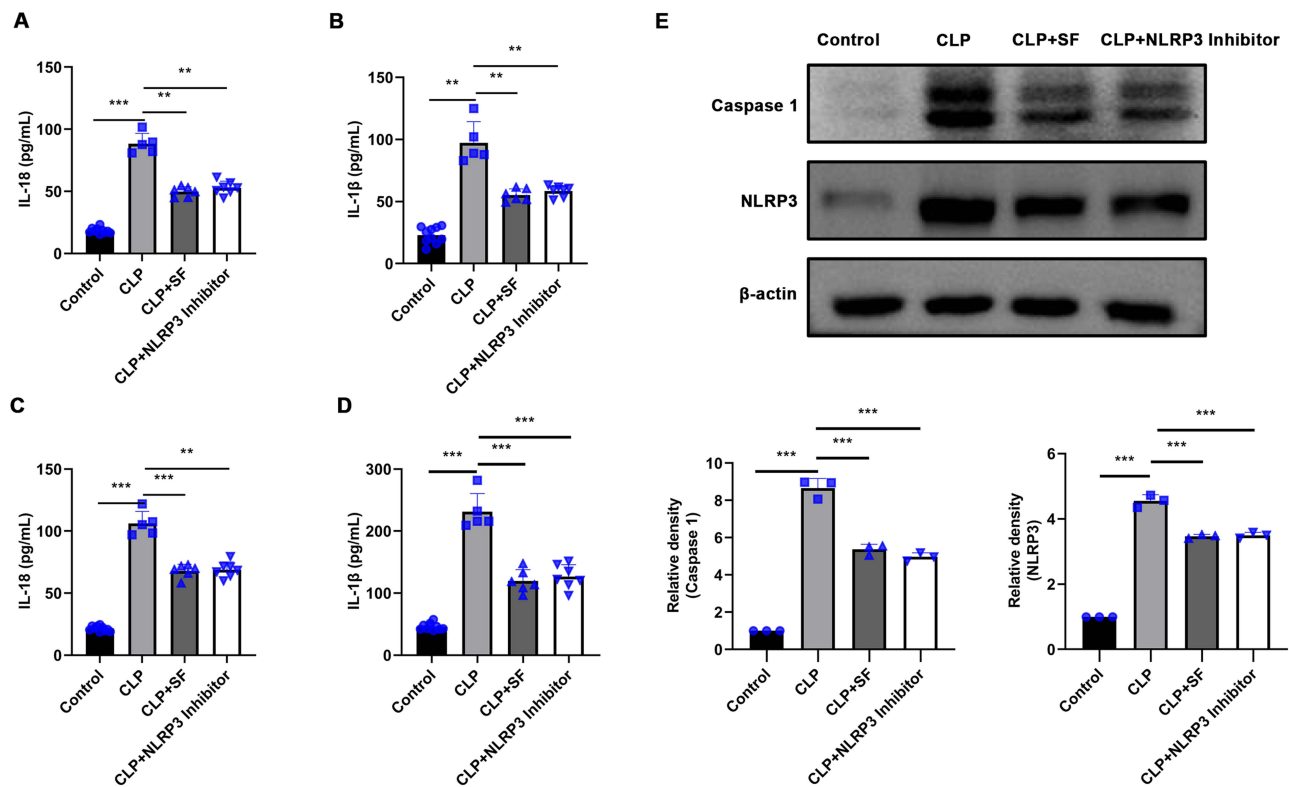 A
IL-18 (pg/mL)
150
100
50
0
***
**
**
Control
CLP
CLP+SF
CLP+NLRP3 Inhibitor
B
IL-1β (pg/mL)
150
100
50
0
**
**
**
Control
CLP
CLP+SF
CLP+NLRP3 Inhibitor
E
Control CLP CLP+SF CLP+NLRP3 Inhibitor
Caspase 1
NLRP3
β-actin
C
IL-18 (pg/mL)
150
100
50
0
***
***
**
Control
CLP
CLP+SF
CLP+NLRP3 Inhibitor
D
IL-1β (pg/mL)
300
200
100
0
***
***
***
Control
CLP
CLP+SF
CLP+NLRP3 Inhibitor
Relative density
(Caspase 1)
10
8
6
4
2
0
***
***
***
Control
CLP
CLP+SF
CLP+NLRP3 Inhibitor
Relative density
(NLRP3)
6
4
2
0
***
***
***
Control
CLP
CLP+SF
CLP+NLRP3 Inhibitor